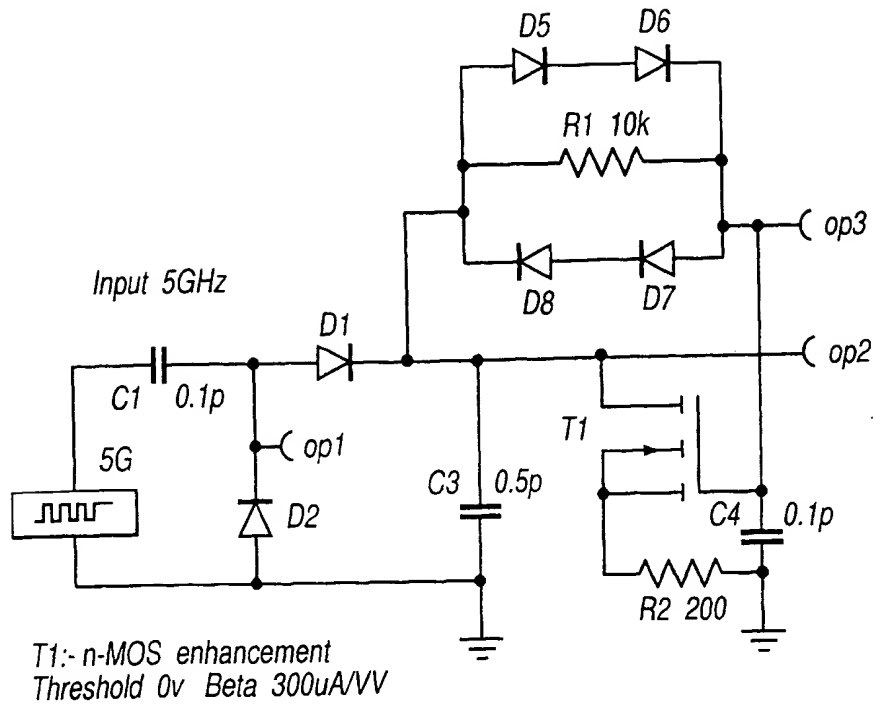 D5
D6
R1 10k
op3
D8
D7
Input 5GHz
D1
op2
C1 0.1p
op1
T1
5G
C3
0.5p
D2
C4
0.1p
R2 200
T1:- n-MOS enhancement
Threshold 0v Beta 300uA/VV